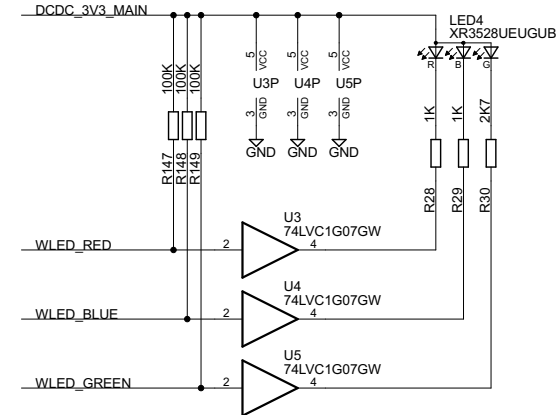 DCDC_3V3_MAIN
LED4
XR3528UEUGUB
R B G
100K 100K 100K
5 VCC 5 VCC 5 VCC
U3P U4P U5P
3 GND 3 GND 3 GND
GND GND GND
1K 1K 2K7
R147 R148 R149
R28 R29 R30
U3
74LVC1G07GW
WLED_RED 2 4
U4
74LVC1G07GW
WLED_BLUE 2 4
U5
74LVC1G07GW
WLED_GREEN 2 4